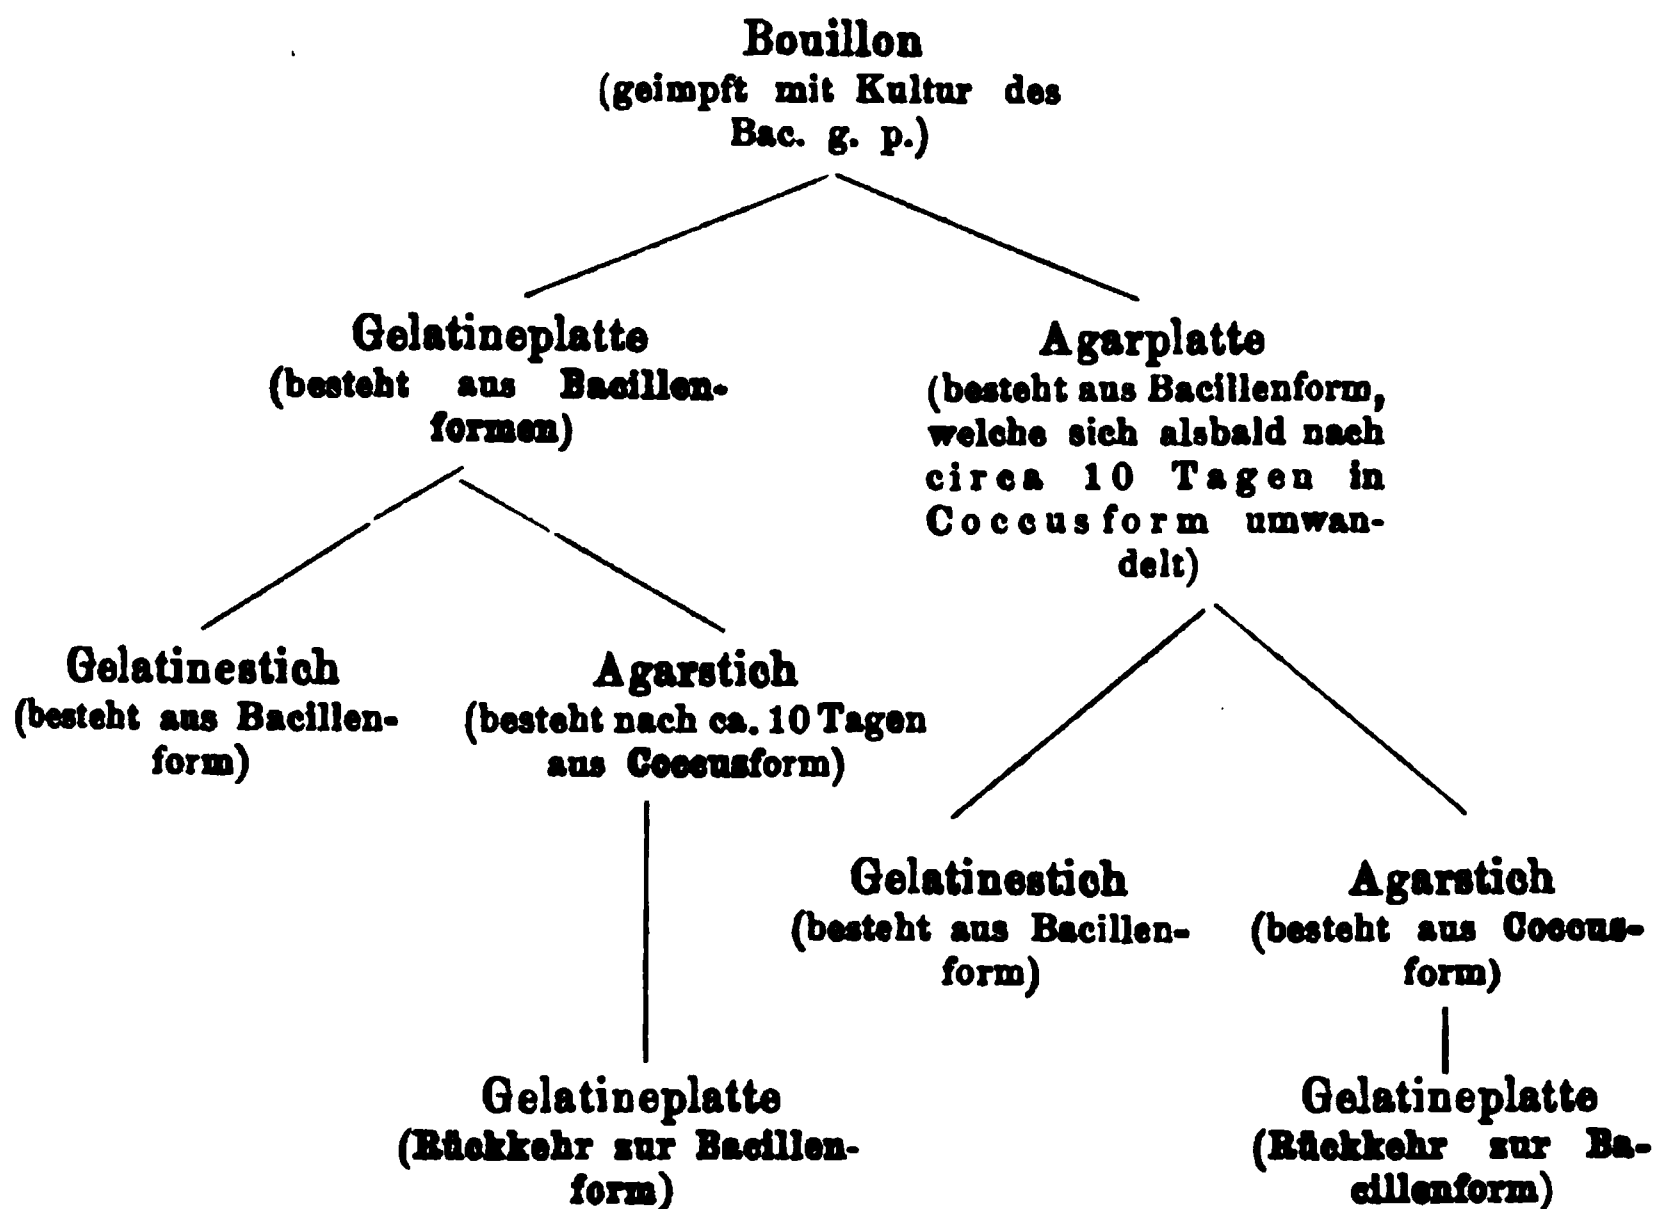 Bouillon
(geimpft mit Kultur des
Bac. g. p.)
Gelatineplatte
(besteht aus Bacillen-
formen)
Agarplatte
(besteht aus Bacillenform,
welche sich alsbald nach
circa 10 Tagen in
Coccusform umwan-
delt)
Gelatinestich
(besteht aus Bacillen-
form)
Agarstich
(besteht nach ca. 10 Tagen
aus Coccusform)
Gelatinestich
(besteht aus Bacillen-
form)
Agarstich
(besteht aus Coccus-
form)
Gelatineplatte
(Rückkehr zur Bacillen-
form)
Gelatineplatte
(Rückkehr zur Ba-
cillenform)